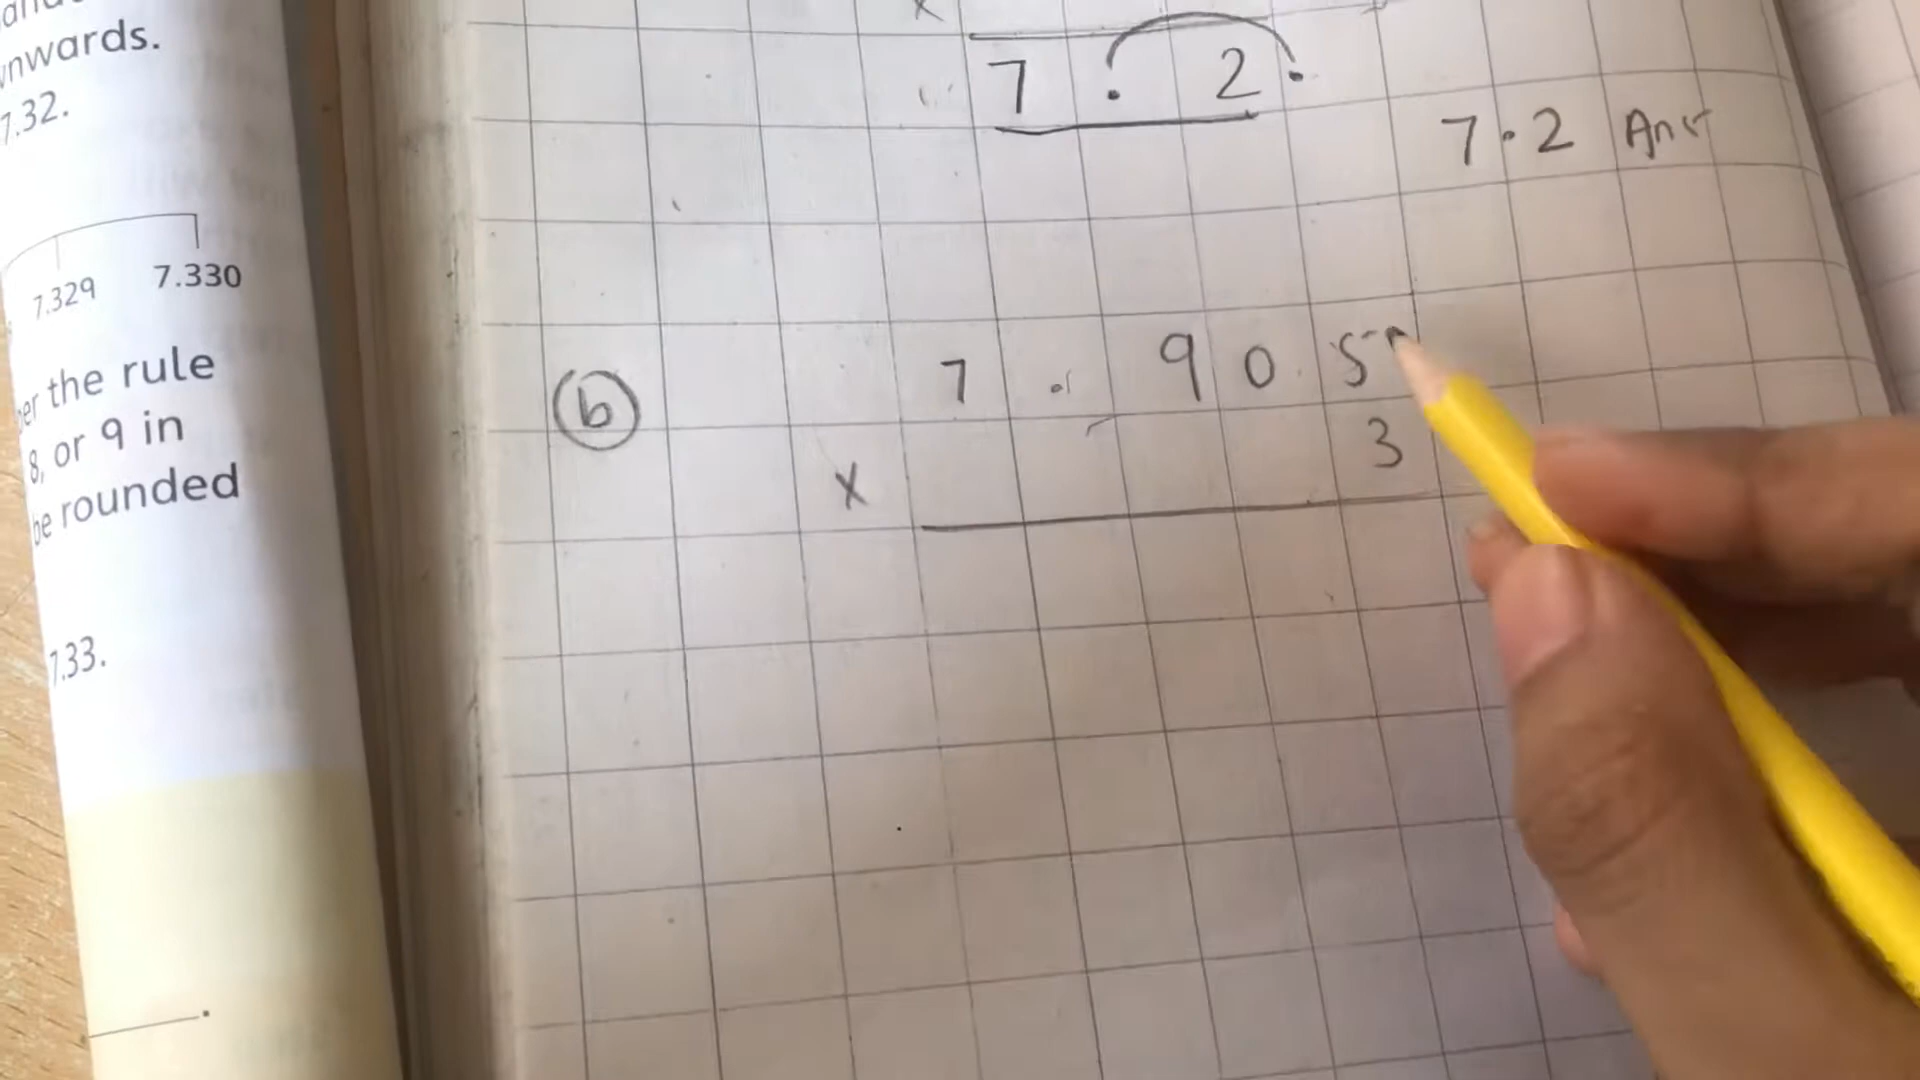 nwards.
7.32.
7.329 7.330
er the rule
8, or 9 in
be rounded
7.33.
x
7 . 2 .
7.2 Ans
(b) 7 . 9 0 5
x 3